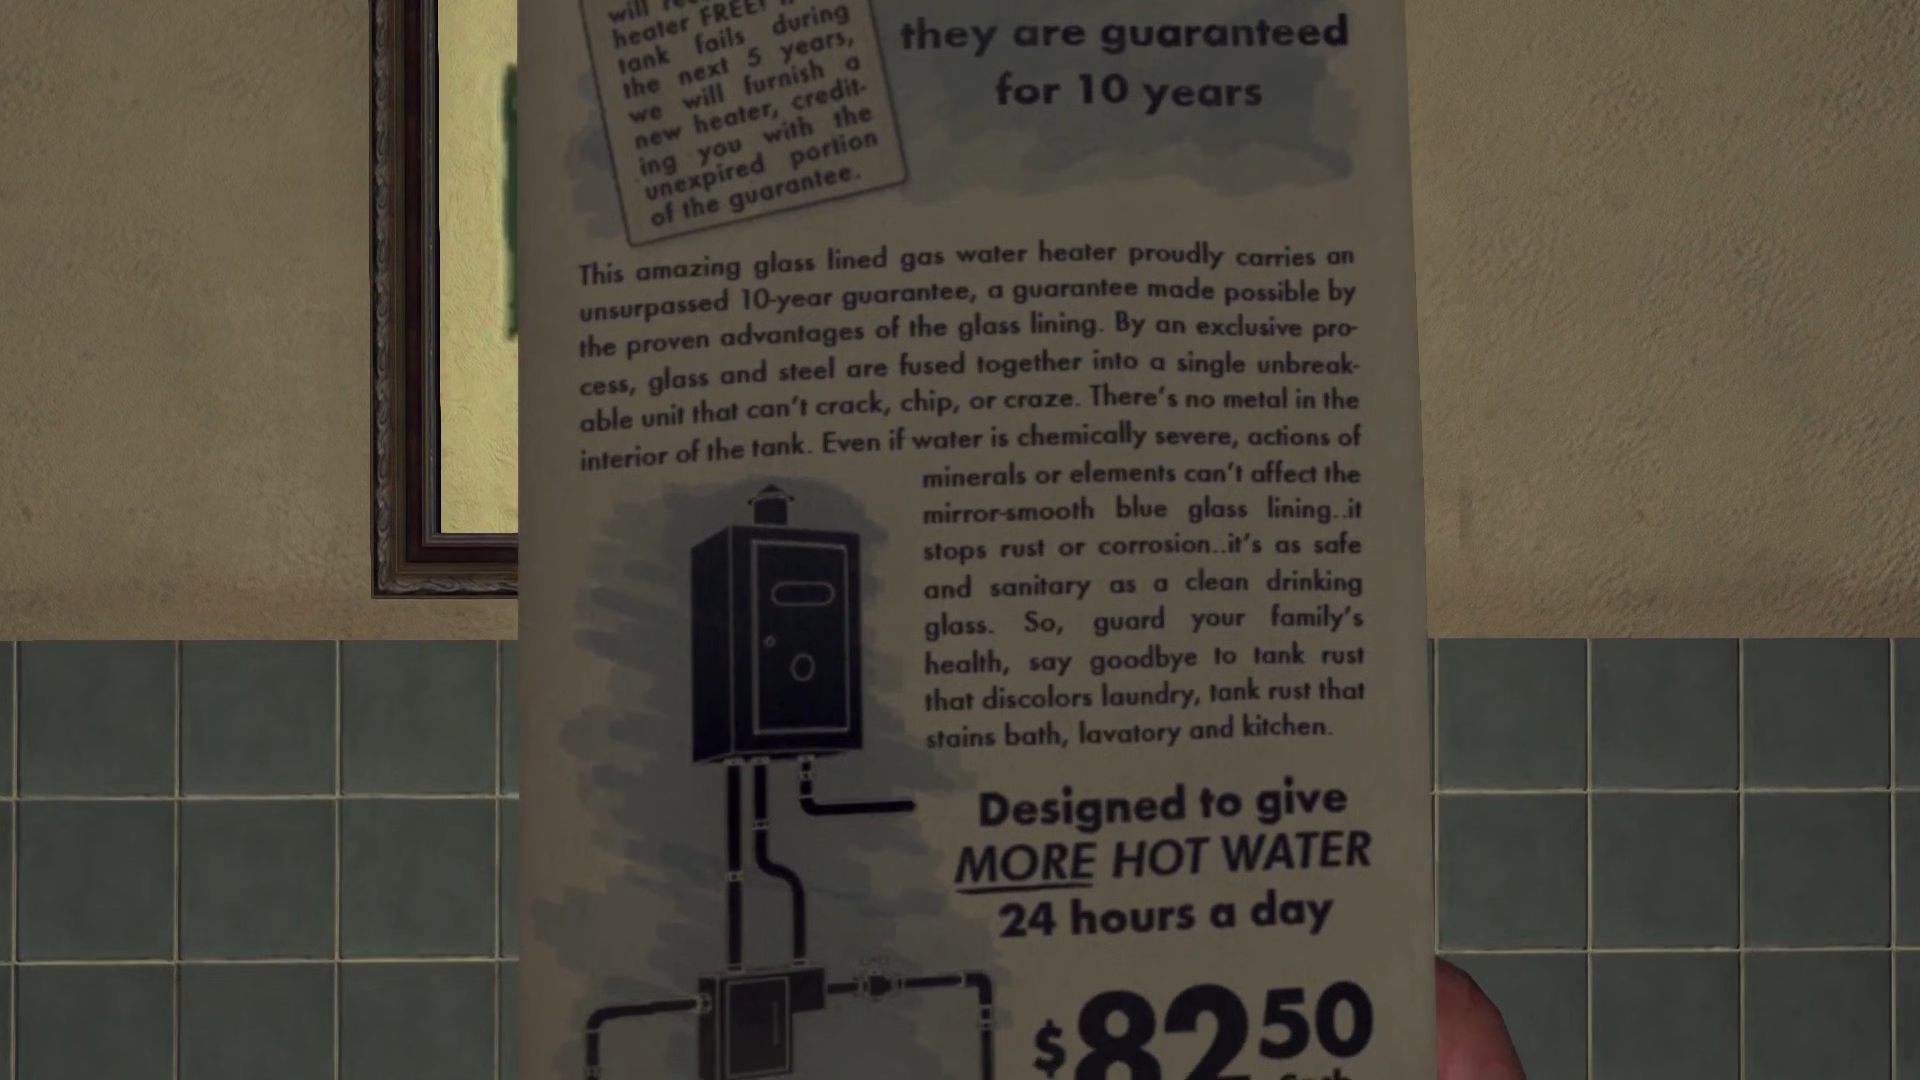 will
heater FREE!
tank fails during
the next 5 years,
we will furnish a
new heater, credit-
ing you with the
unexpired portion
of the guarantee.
they are guaranteed
for 10 years
This amazing glass lined gas water heater proudly carries an
unsurpassed 10-year guarantee, a guarantee made possible by
the proven advantages of the glass lining. By an exclusive pro-
cess, glass and steel are fused together into a single unbreak-
able unit that can't crack, chip, or craze. There's no metal in the
interior of the tank. Even if water is chemically severe, actions of
minerals or elements can't affect the
mirror-smooth blue glass lining..it
stops rust or corrosion..it's as safe
and sanitary as a clean drinking
glass. So, guard your family's
health, say goodbye to tank rust
that discolors laundry, tank rust that
stains bath, lavatory and kitchen.
Designed to give
MORE HOT WATER
24 hours a day
$82 50